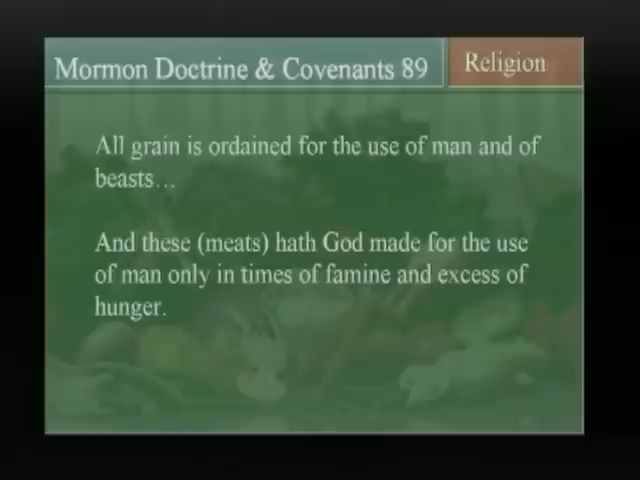 Mormon Doctrine & Covenants 89
Religion
All grain is ordained for the use of man and of
beasts...
And these (meats) hath God made for the use
of man only in times of famine and excess of
hunger.